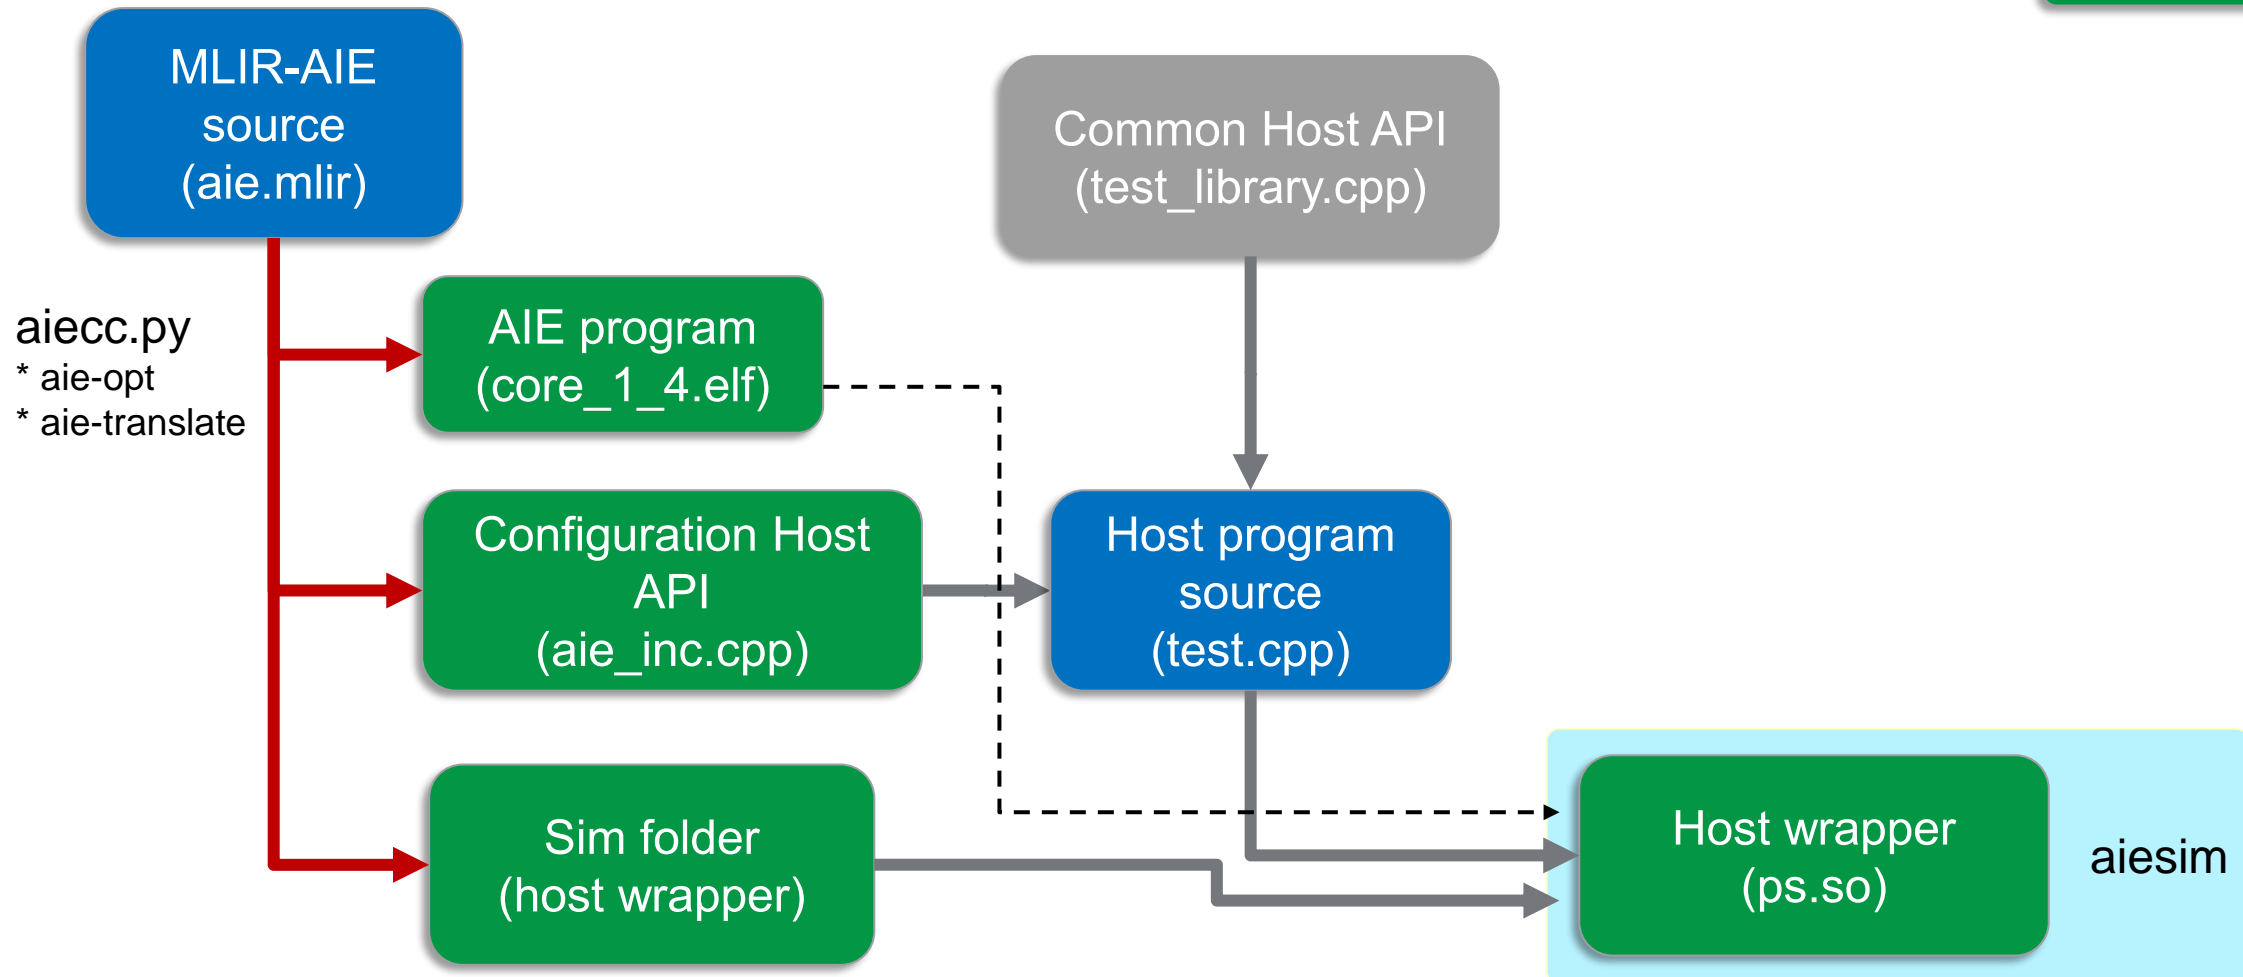 MLIR-AIE
source
(aie.mlir)
Common Host API
(test_library.cpp)
aiecc.py
* aie-opt
* aie-translate
AIE program
(core_1_4.elf)
Configuration Host
API
(aie_inc.cpp)
Host program
source
(test.cpp)
Sim folder
(host wrapper)
Host wrapper
(ps.so)
aiesim